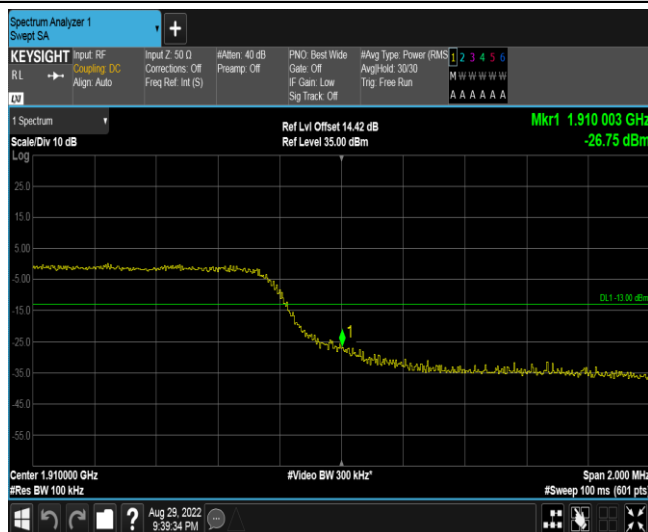 Spectrum Analyzer 1
Swept SA
+
KEYSIGHT
RL
LXI
Input: RF
Coupling: DC
Align: Auto
Input Z: 50 Ω
Corrections: Off
Freq Ref: Int (S)
#Atten: 40 dB
Preamp: Off
PNO: Best Wide
Gate: Off
IF Gain: Low
Sig Track: Off
#Avg Type: Power (RMS
Avg|Hold: 30/30
Trig: Free Run
1 2 3 4 5 6
M W W W W W
A A A A A A
1 Spectrum
Scale/Div 10 dB
Ref Lvl Offset 14.42 dB
Ref Level 35.00 dBm
Mkr1 1.910 003 GHz
-26.75 dBm
Log
25.0
15.0
5.00
-5.00
DL1 -13.00 dBm
-15.0
1
-25.0
-35.0
-45.0
-55.0
Center 1.910000 GHz
#Res BW 100 kHz
#Video BW 300 kHz*
Span 2.000 MHz
#Sweep 100 ms (601 pts)
?
Aug 29, 2022
9:39:34 PM